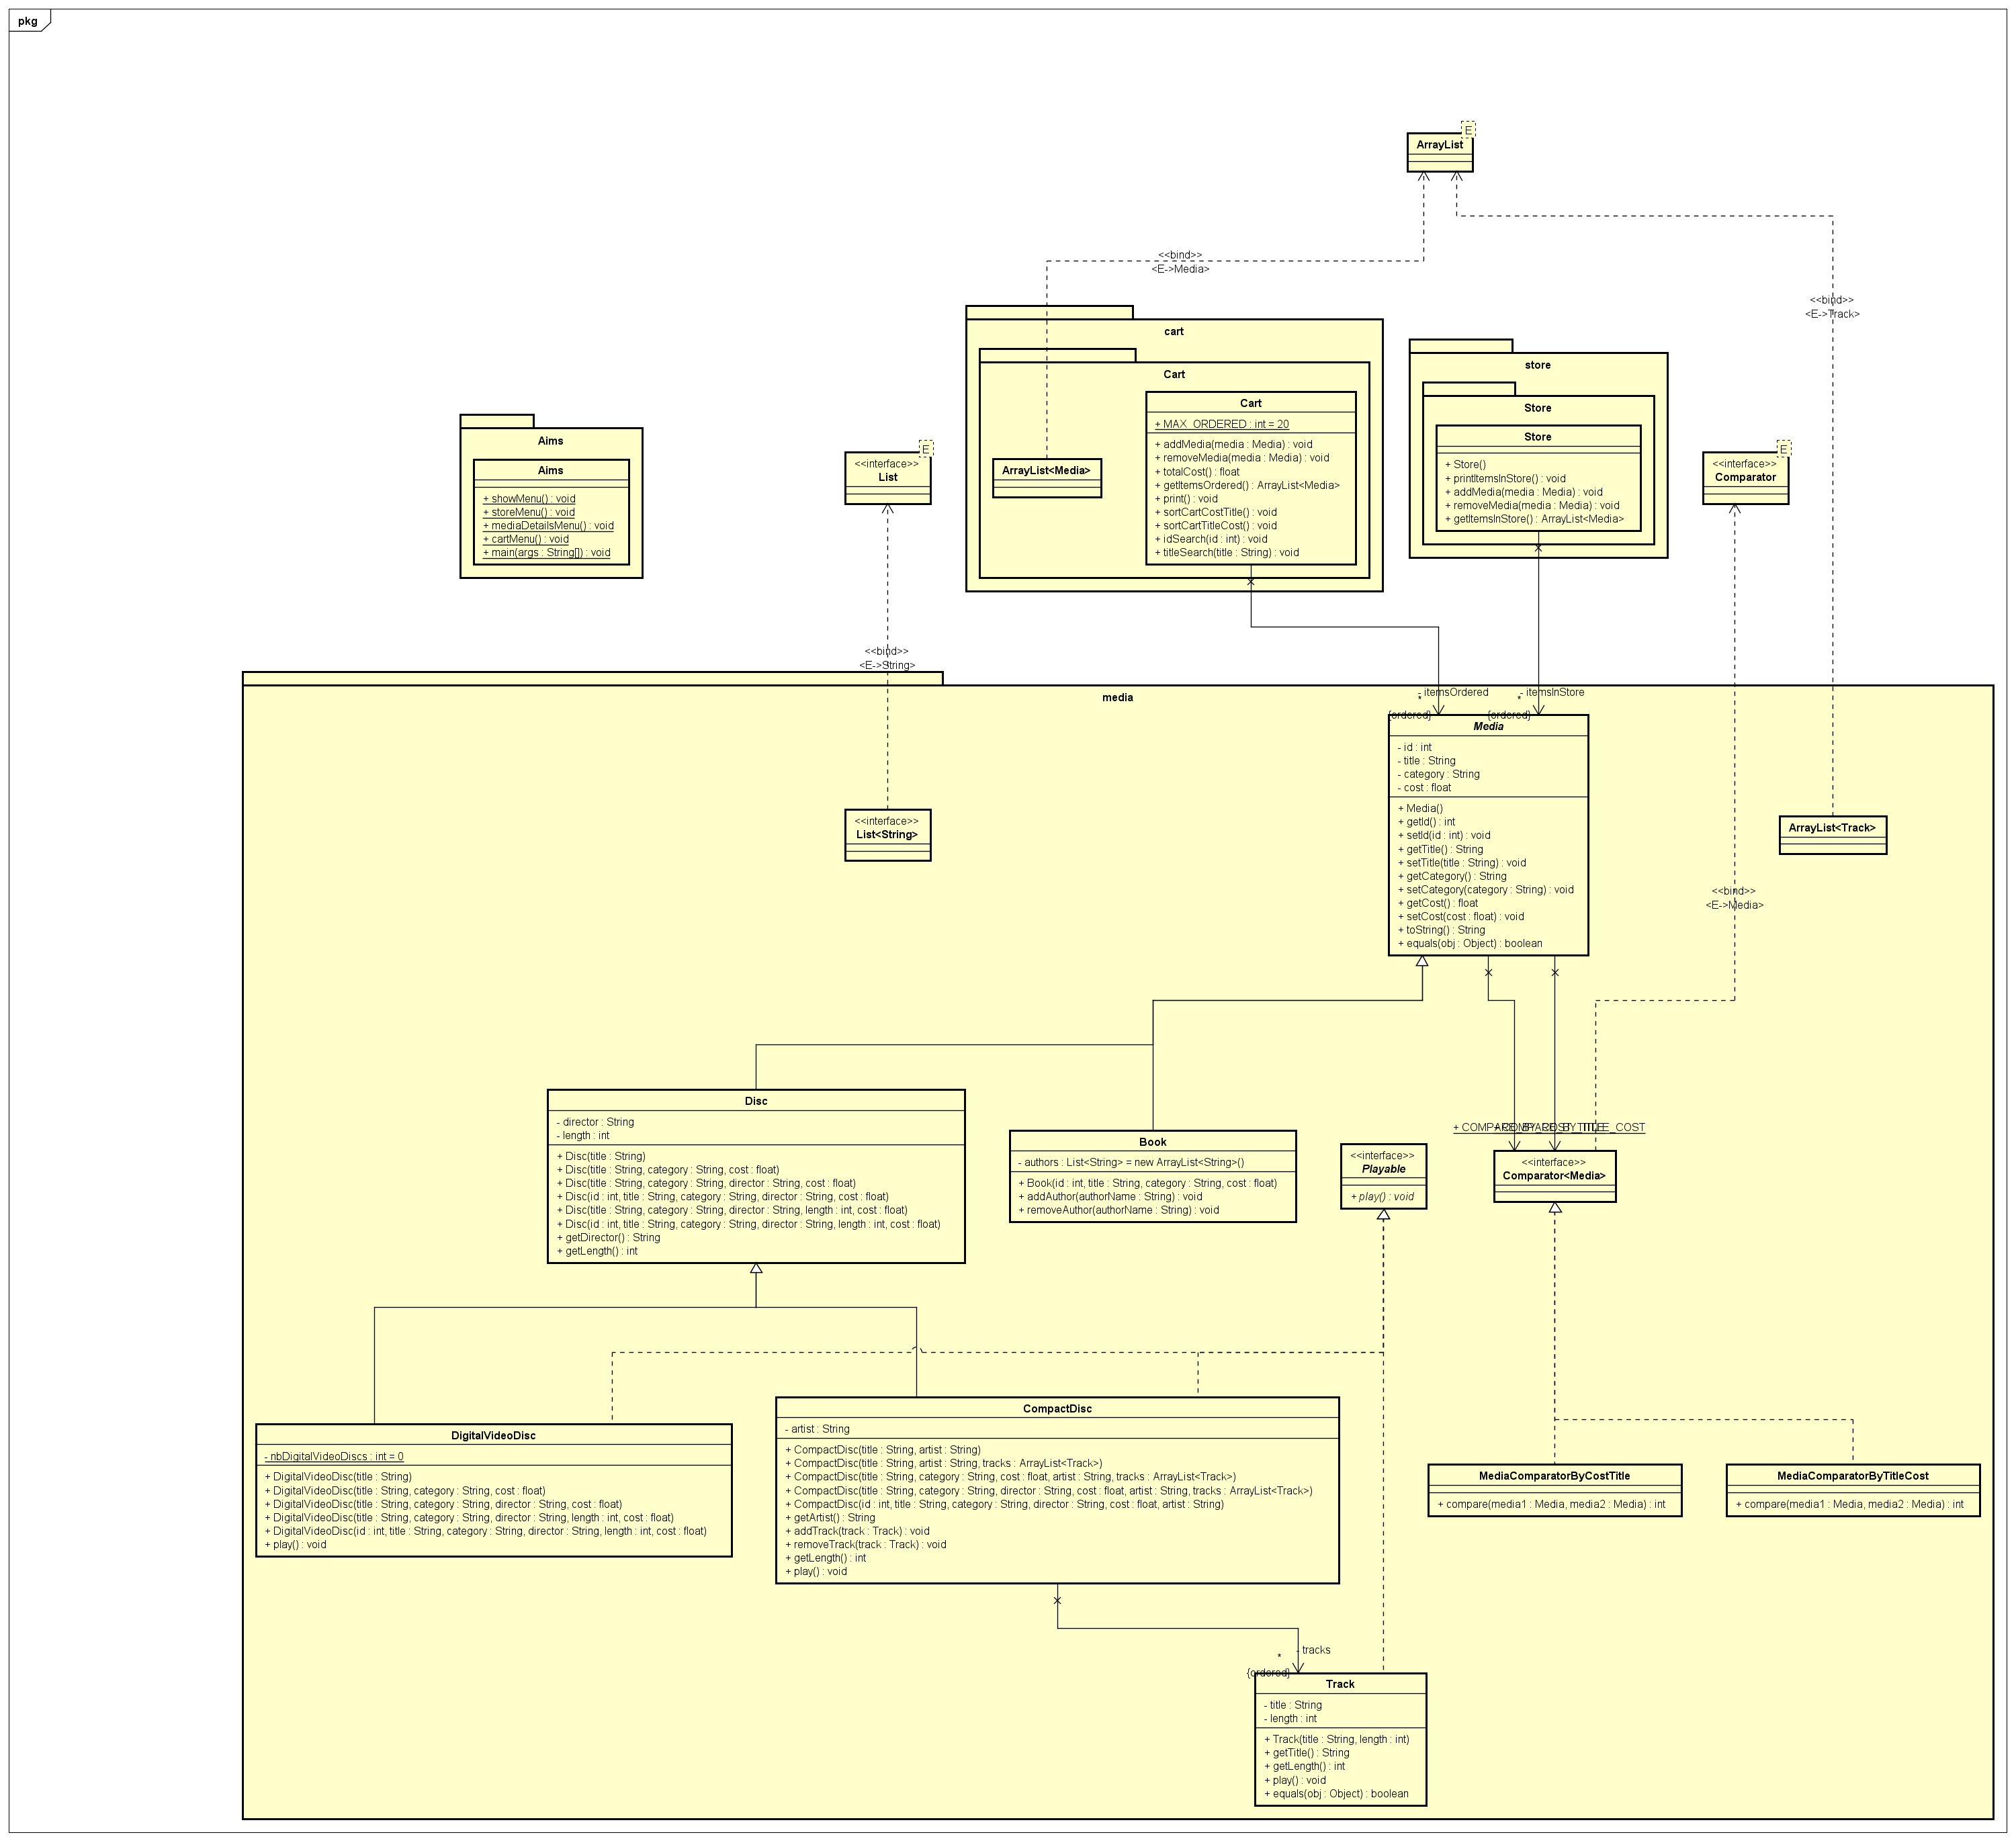 pkg
E
ArrayList
<<bind>>
<E->Media>
<<bind>>
<E->Track>
cart
Cart
Cart
+ MAX_ORDERED : int = 20
+ addMedia(media : Media) : void
+ removeMedia(media : Media) : void
+ totalCost() : float
+ getItemsOrdered() : ArrayList<Media>
+ print() : void
+ sortCartCostTitle() : void
+ sortCartTitleCost() : void
+ idSearch(id : int) : void
+ titleSearch(title : String) : void
ArrayList<Media>
store
Store
Store
+ Store()
+ printItemsInStore() : void
+ addMedia(media : Media) : void
+ removeMedia(media : Media) : void
+ getItemsInStore() : ArrayList<Media>
Aims
Aims
+ showMenu() : void
+ storeMenu() : void
+ mediaDetailsMenu() : void
+ cartMenu() : void
+ main(args : String[]) : void
E
<<interface>>
List
E
<<interface>>
Comparator
<<bind>>
<E->String>
media
- itemsOrdered
*
{ordered}
- itemsInStore
*
{ordered}
Media
- id : int
- title : String
- category : String
- cost : float
+ Media()
+ getId() : int
+ setId(id : int) : void
+ getTitle() : String
+ setTitle(title : String) : void
+ getCategory() : String
+ setCategory(category : String) : void
+ getCost() : float
+ setCost(cost : float) : void
+ toString() : String
+ equals(obj : Object) : boolean
<<interface>>
List<String>
ArrayList<Track>
<<bind>>
<E->Media>
Disc
- director : String
- length : int
+ Disc(title : String)
+ Disc(title : String, category : String, cost : float)
+ Disc(title : String, category : String, director : String, cost : float)
+ Disc(id : int, title : String, category : String, director : String, cost : float)
+ Disc(title : String, category : String, director : String, length : int, cost : float)
+ Disc(id : int, title : String, category : String, director : String, length : int, cost : float)
+ getDirector() : String
+ getLength() : int
Book
- authors : List<String> = new ArrayList<String>()
+ Book(id : int, title : String, category : String, cost : float)
+ addAuthor(authorName : String) : void
+ removeAuthor(authorName : String) : void
<<interface>>
Playable
+ play() : void
<<interface>>
Comparator<Media>
DigitalVideoDisc
- nbDigitalVideoDiscs : int = 0
+ DigitalVideoDisc(title : String)
+ DigitalVideoDisc(title : String, category : String, cost : float)
+ DigitalVideoDisc(title : String, category : String, director : String, cost : float)
+ DigitalVideoDisc(title : String, category : String, director : String, length : int, cost : float)
+ DigitalVideoDisc(id : int, title : String, category : String, director : String, length : int, cost : float)
+ play() : void
CompactDisc
- artist : String
+ CompactDisc(title : String, artist : String)
+ CompactDisc(title : String, artist : String, tracks : ArrayList<Track>)
+ CompactDisc(title : String, category : String, cost : float, artist : String, tracks : ArrayList<Track>)
+ CompactDisc(title : String, category : String, director : String, cost : float, artist : String, tracks : ArrayList<Track>)
+ CompactDisc(id : int, title : String, category : String, director : String, cost : float, artist : String)
+ getArtist() : String
+ addTrack(track : Track) : void
+ removeTrack(track : Track) : void
+ getLength() : int
+ play() : void
MediaComparatorByCostTitle
+ compare(media1 : Media, media2 : Media) : int
MediaComparatorByTitleCost
+ compare(media1 : Media, media2 : Media) : int
- tracks
*
{ordered}
Track
- title : String
- length : int
+ Track(title : String, length : int)
+ getTitle() : String
+ getLength() : int
+ play() : void
+ equals(obj : Object) : boolean